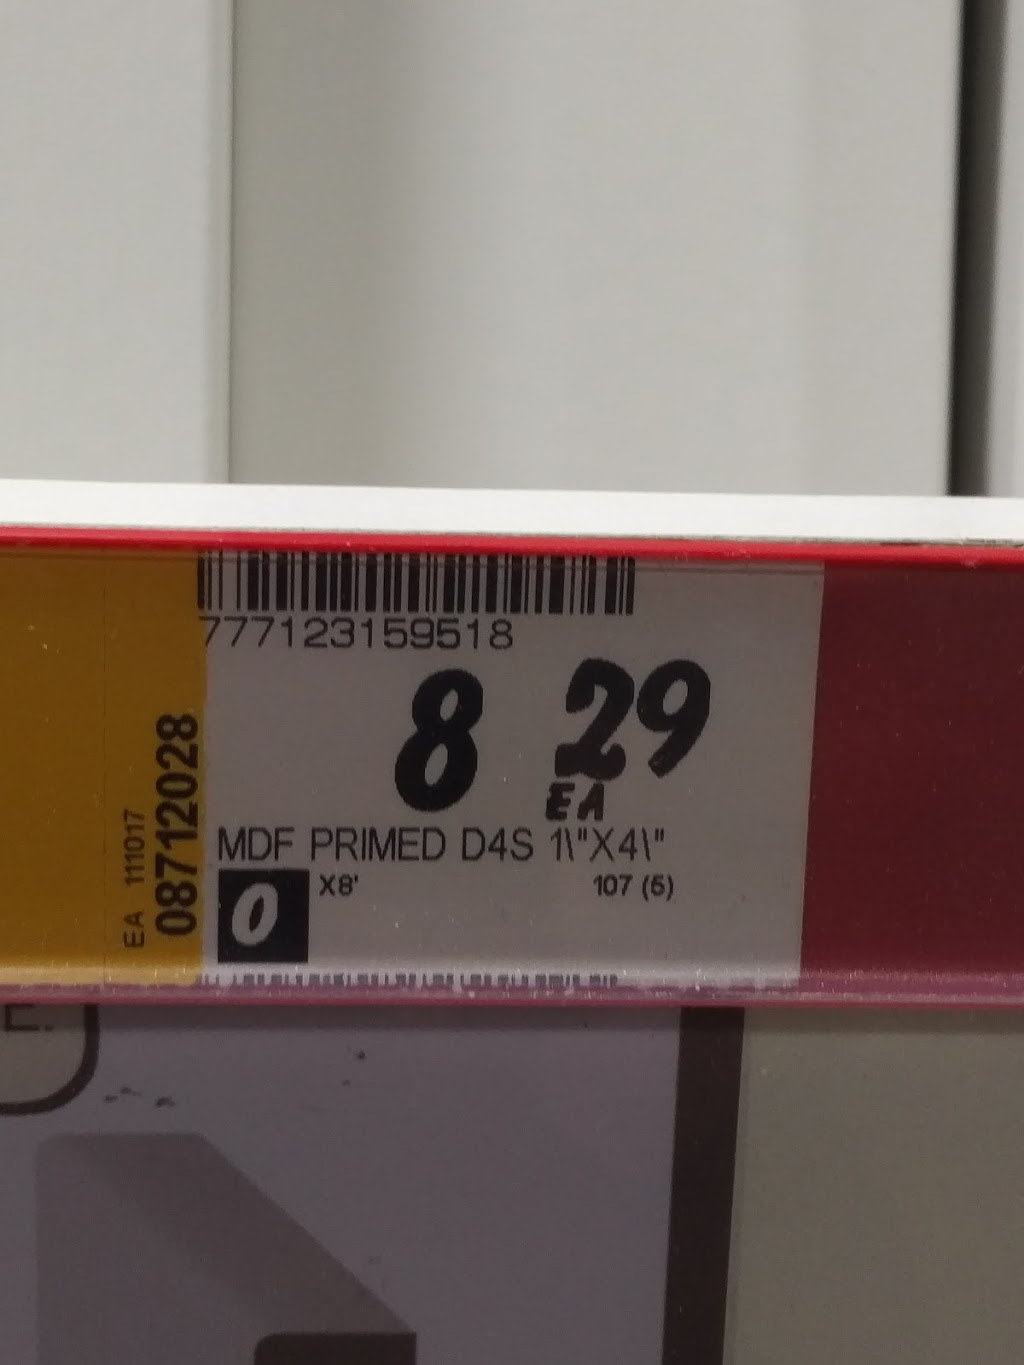 777123159518
8 29
EA
MDF PRIMED D4S 1\"X4\"
X8' 107 (5)
0
EA 111017
08712028
E.